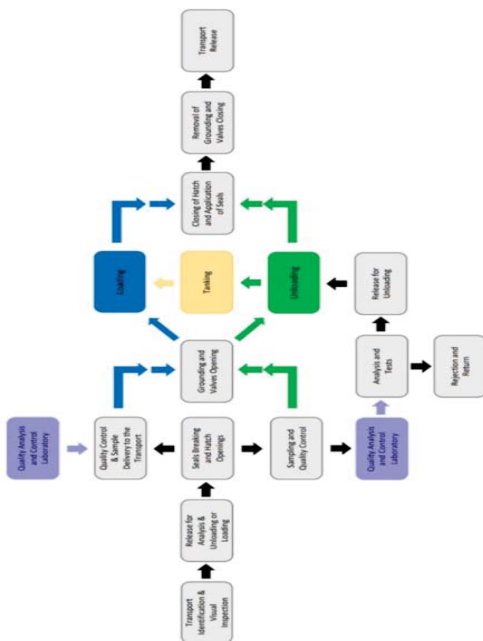 Transport
Identification &
Visual
Inspection
Release for
Analysis &
Unloading or
Loading
Seals Breaking
and Hatch
Openings
Quality Analysis
and Control
Laboratory
Quality Control
& Sample
Delivery to the
Transport
Sampling and
Quality Control
Quality Analysis
and Control
Laboratory
Grounding and
Valves Opening
Analysis and
Tests
Rejection and
Return
Release for
Unloading
Loading
Tanking
Unloading
Closing of Hatch
and Application
of Seals
Removal of
Grounding and
Valves Closing
Transport
Release